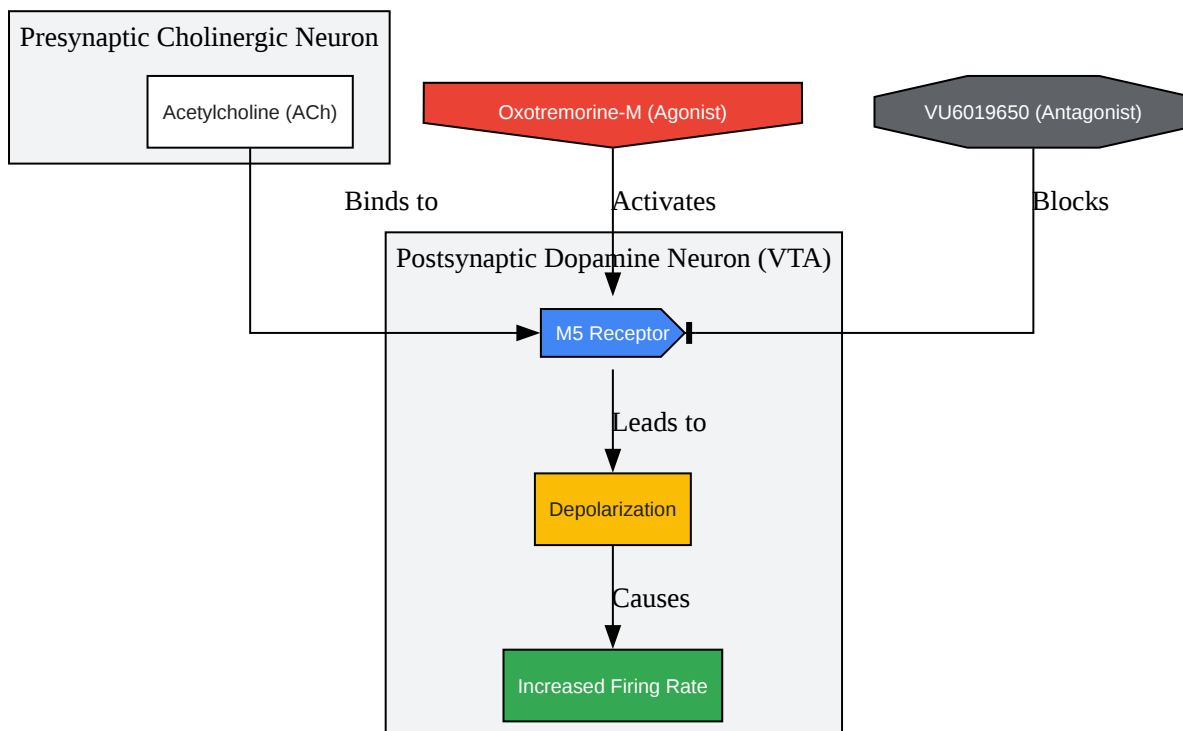 Presynaptic Cholinergic Neuron
Acetylcholine (ACh)
Oxotremorine-M (Agonist)
VU6019650 (Antagonist)
Binds to
Activates
Blocks
Postsynaptic Dopamine Neuron (VTA)
M5 Receptor
Leads to
Depolarization
Causes
Increased Firing Rate